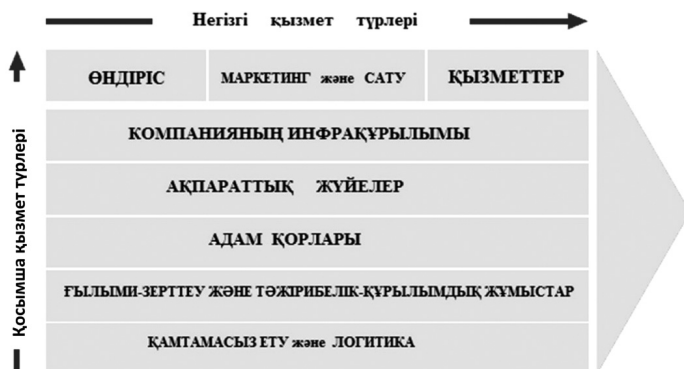 Негізгі қызмет түрлері
Қосымша қызмет түрлері
ӨНДІРІС
МАРКЕТИНГ және САТУ
ҚЫЗМЕТТЕР
КОМПАНИЯНЫҢ ИНФРАҚҰРЫЛЫМЫ
АҚПАРАТТЫҚ ЖҮЙЕЛЕР
АДАМ ҚОРЛАРЫ
ҒЫЛЫМИ-ЗЕРТТЕУ ЖӘНЕ ТӘЖІРИБЕЛІК-ҚҰРЫЛЫМДЫҚ ЖҰМЫСТАР
ҚАМТАМАСЫЗ ЕТУ және ЛОГИТИКА